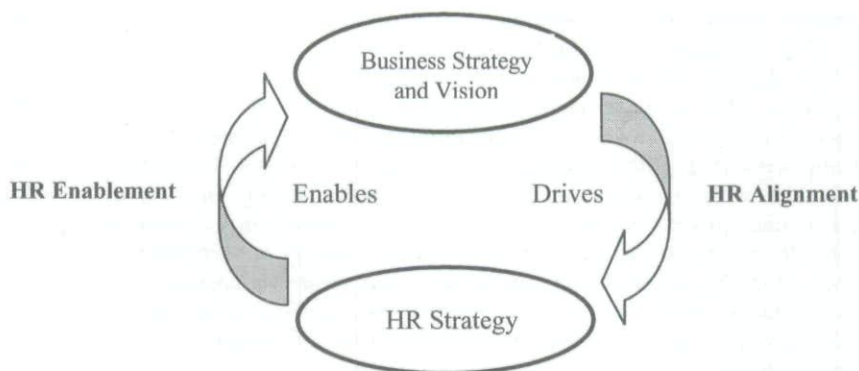 Business Strategy
and Vision
HR Enablement
Enables
Drives
HR Alignment
HR Strategy